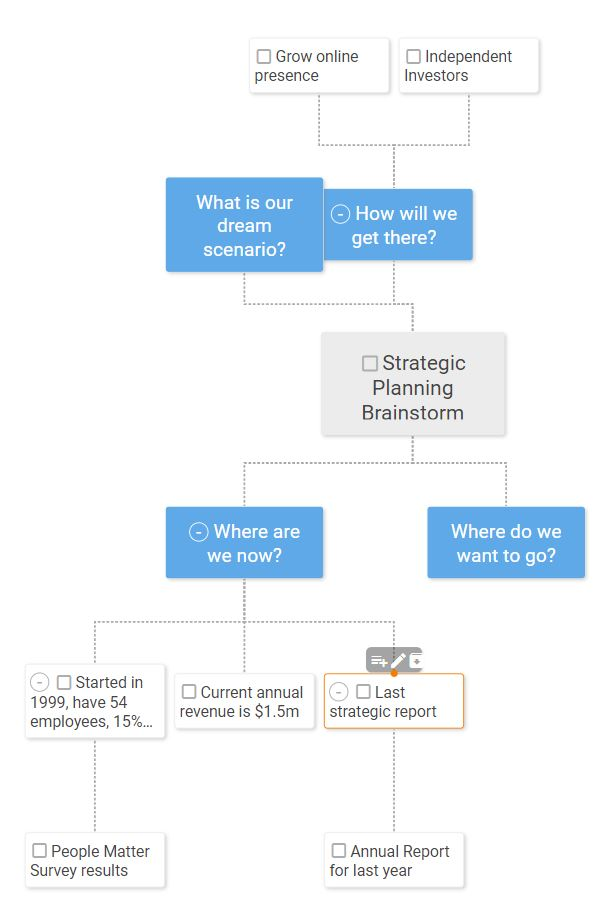 Grow online
presence
Independent
Investors
What is our
dream
scenario?
How will we
get there?
Strategic
Planning
Brainstorm
Where are
we now?
Where do we
want to go?
Started in
1999, have 54
employees, 15%...
Current annual
revenue is $1.5m
Last
strategic report
People Matter
Survey results
Annual Report
for last year